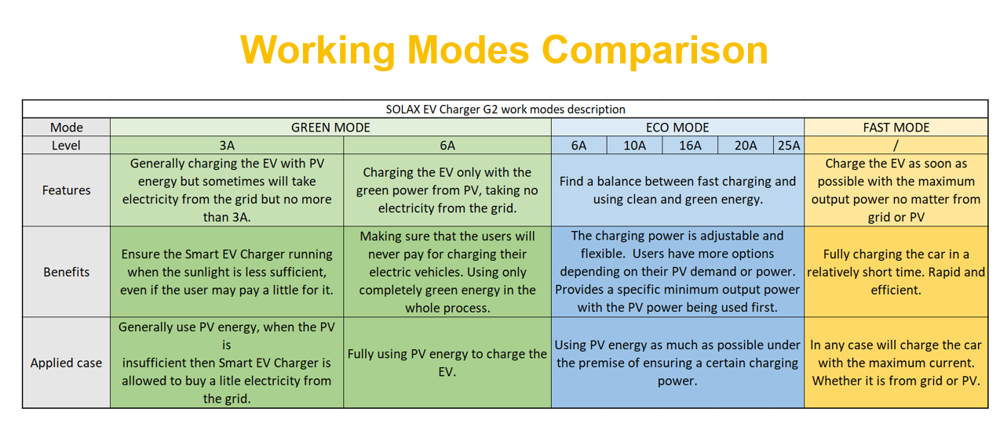 Working Modes Comparison
SOLAX EV Charger G2 work modes description
Mode
GREEN MODE
ECO MODE
FAST MODE
Level
3A
6A
6A
10A
16A
20A
25A
/
Features
Generally charging the EV with PV
energy but sometimes will take
electricity from the grid but no more
than 3A.
Charging the EV only with the
green power from PV, taking no
electricity from the grid.
Find a balance between fast charging and
using clean and green energy.
Charge the EV as soon as
possible with the maximum
output power no matter from
grid or PV
Benefits
Ensure the Smart EV Charger running
when the sunlight is less sufficient,
even if the user may pay a little for it.
Making sure that the users will
never pay for charging their
electric vehicles. Using only
completely green energy in the
whole process.
The charging power is adjustable and
flexible.  Users have more options
depending on their PV demand or power.
Provides a specific minimum output power
with the PV power being used first.
Fully charging the car in a
relatively short time. Rapid and
efficient.
Applied case
Generally use PV energy, when the PV
is
insufficient then Smart EV Charger is
allowed to buy a litle electricity from
the grid.
Fully using PV energy to charge the
EV.
Using PV energy as much as possible under
the premise of ensuring a certain charging
power.
In any case will charge the car
with the maximum current.
Whether it is from grid or PV.